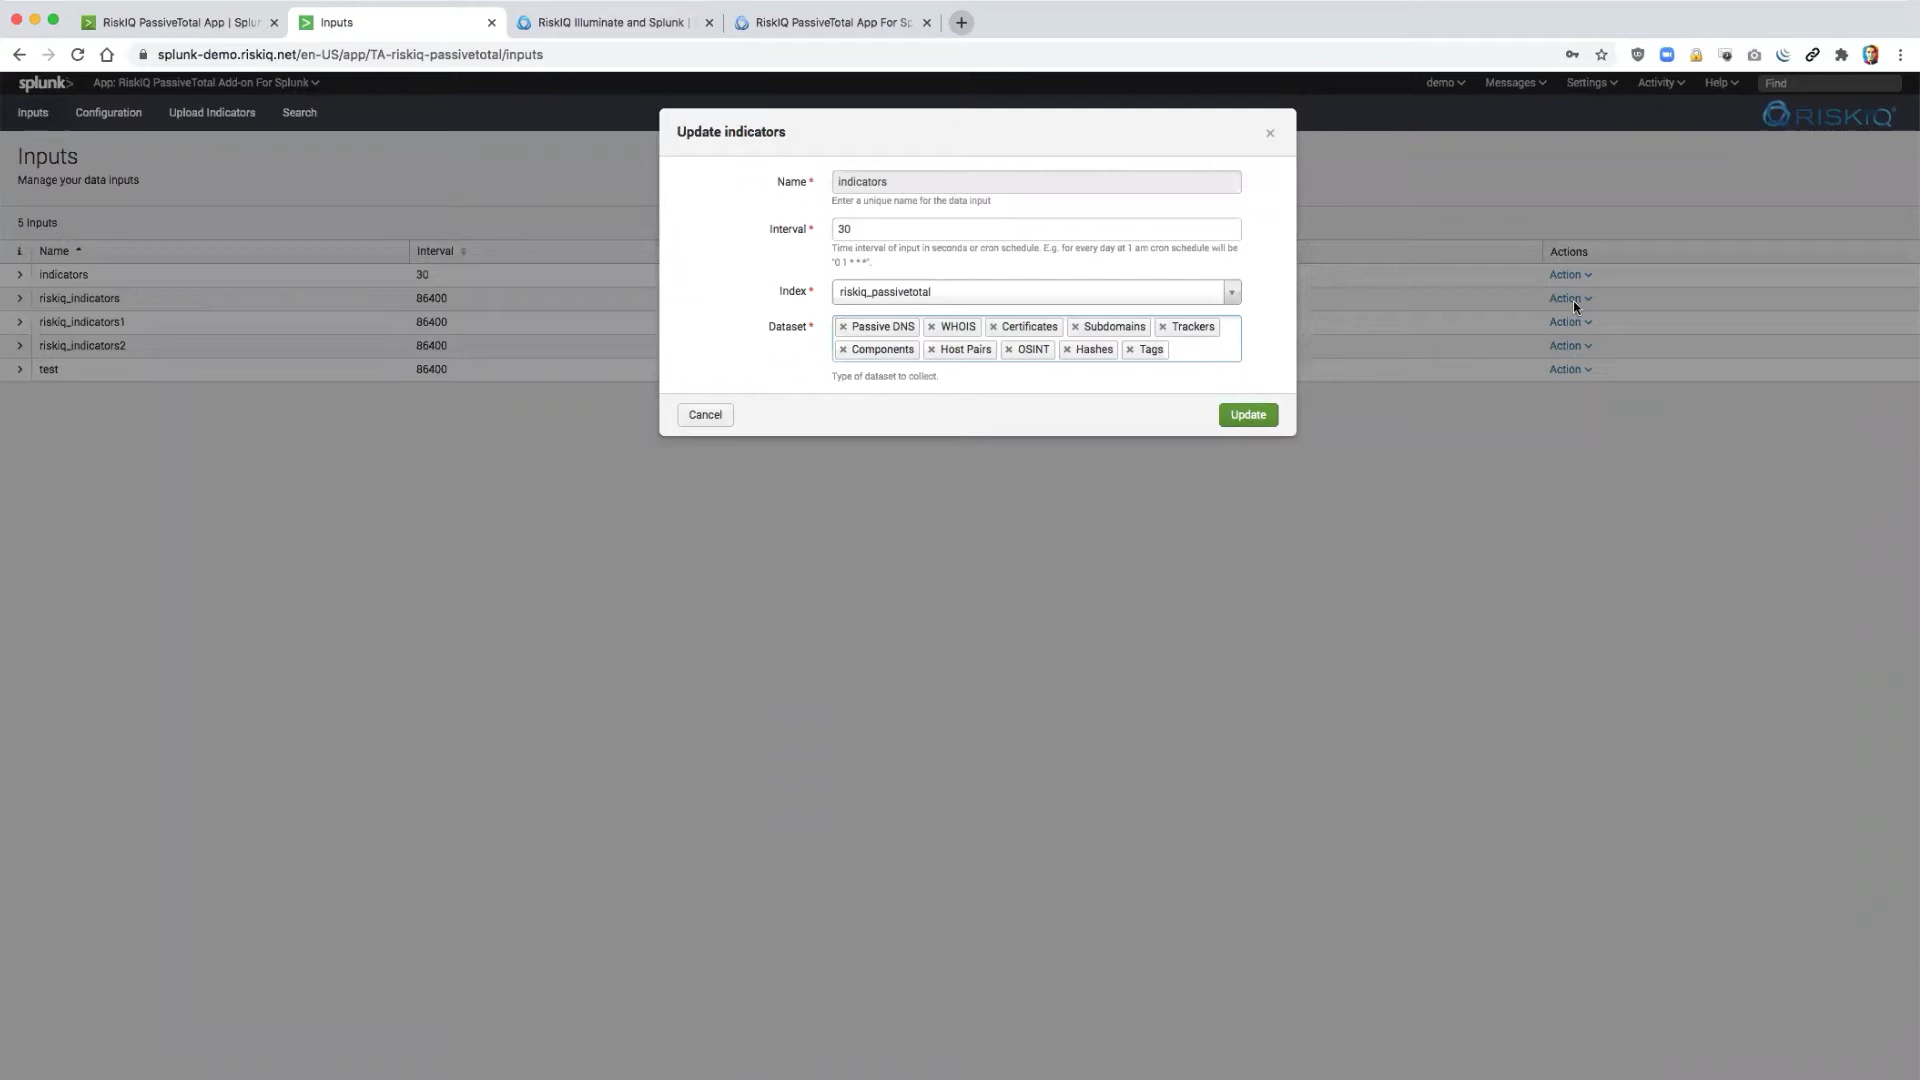 RiskIQ PassiveTotal App | Splun
Inputs
RiskIQ Illuminate and Splunk |
RiskIQ PassiveTotal App For Sp
splunk-demo.riskiq.net/en-US/app/TA-riskiq-passivetotal/inputs
splunk> App: RiskIQ PassiveTotal Add-on For Splunk demo Messages Settings Activity Help Find
Inputs Configuration Upload Indicators Search RISKIQ
Inputs
Manage your data inputs
5 Inputs
i Name Interval Actions
indicators 30 Action
riskiq_indicators 86400 Action
riskiq_indicators1 86400 Action
riskiq_indicators2 86400 Action
test 86400 Action
Update indicators
Name * indicators
Enter a unique name for the data input
Interval * 30
Time interval of input in seconds or cron schedule. E.g. for every day at 1 am cron schedule will be
"0 1 * * *".
Index * riskiq_passivetotal
Dataset * Passive DNS WHOIS Certificates Subdomains Trackers
Components Host Pairs OSINT Hashes Tags
Type of dataset to collect.
Cancel Update